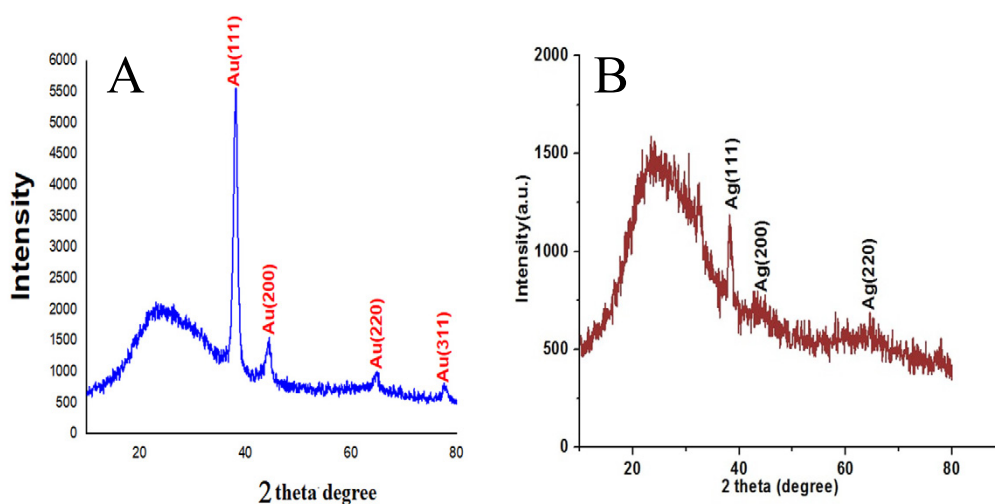 A
Intensity
6000
5500
5000
4500
4000
3500
3000
2500
2000
1500
1000
500
0
Au(111)
Au(200)
Au(220)
Au(311)
20
40
60
80
2 theta degree
B
Intensity(a.u.)
2000
1500
1000
500
0
Ag(111)
Ag(200)
Ag(220)
20
40
60
80
2 theta (degree)